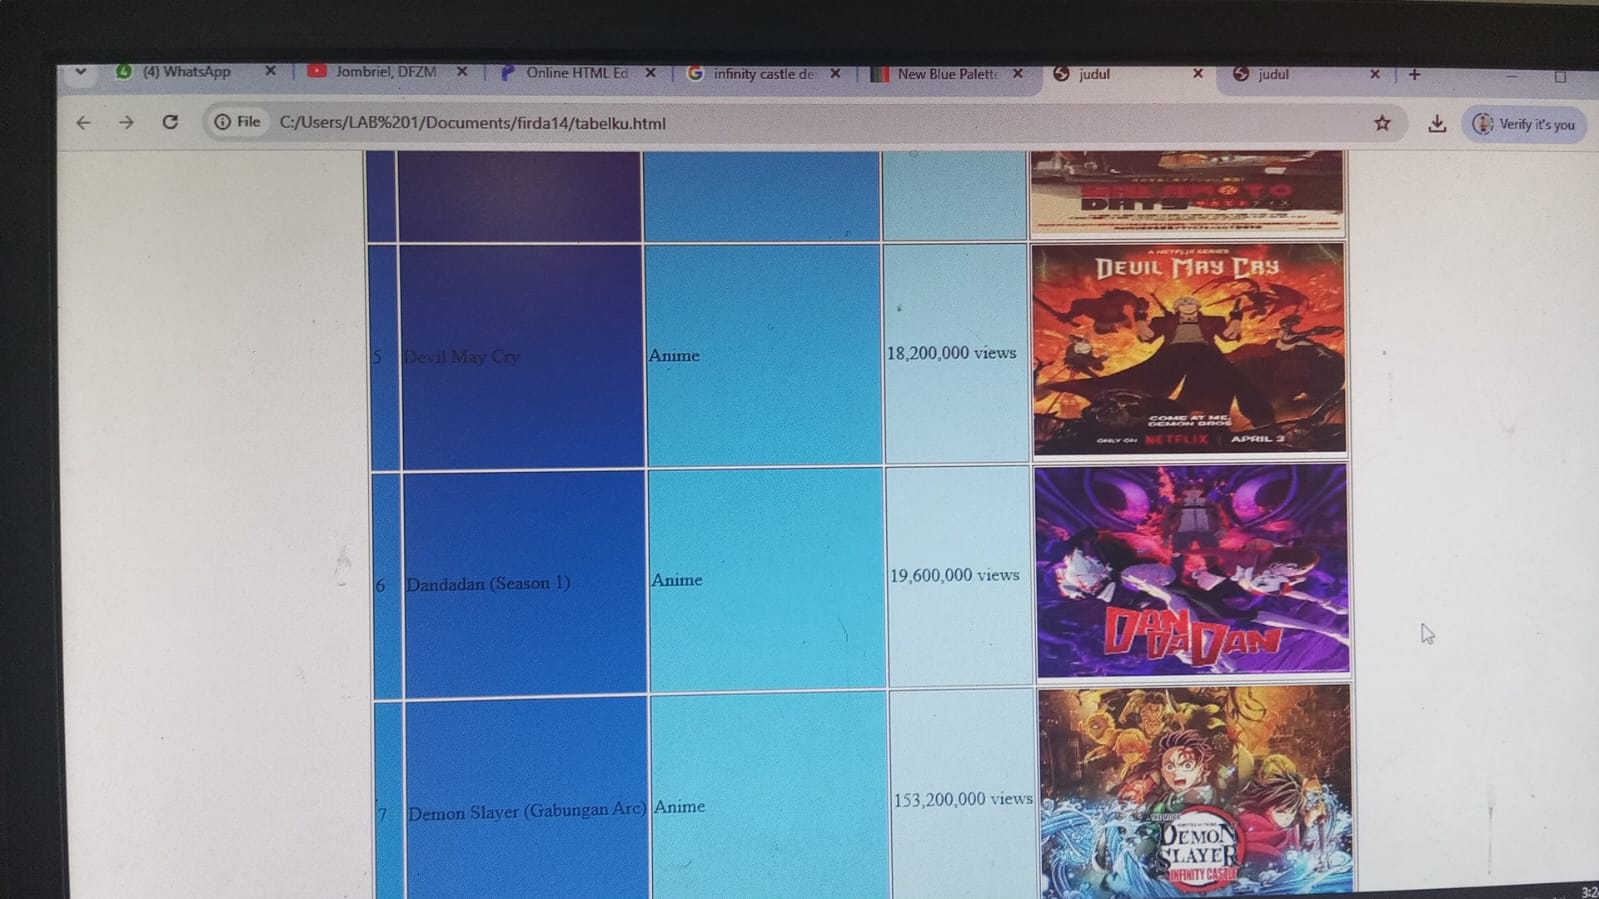 (4) WhatsApp
Jombriel, DFZM
Online HTML Ed
infinity castle de
New Blue Palette
judul
judul
File
C:/Users/LAB%201/Documents/firda14/tabelku.html
Verify it's you
DAYS
A NETFLIX SERIES
DEVIL MAY CRY
5
Devil May Cry
Anime
18,200,000 views
COME AT ME,
DEMON BROS
ONLY ON NETFLIX | APRIL 3
6
Dandadan (Season 1)
Anime
19,600,000 views
DAN
DA DAN
7
Demon Slayer (Gabungan Arc)
Anime
153,200,000 views
DEMON
SLAYER
INFINITY CASTLE
3:2